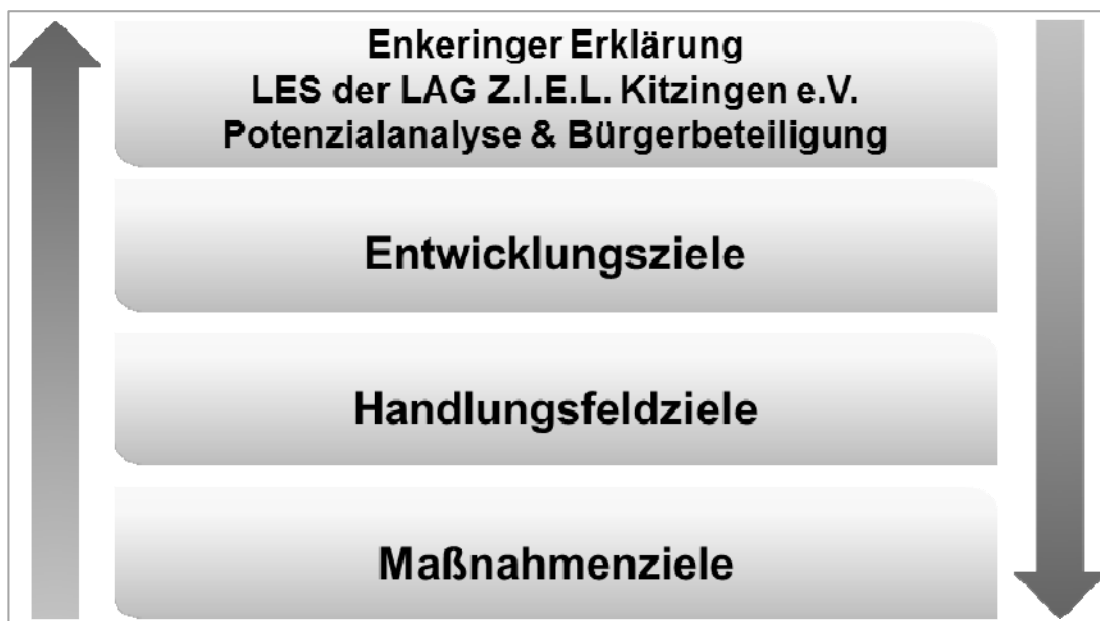 Enkeringer Erklärung
LES der LAG Z.I.E.L. Kitzingen e.V.
Potenzialanalyse & Bürgerbeteiligung
Entwicklungsziele
Handlungsfeldziele
Maßnahmenziele